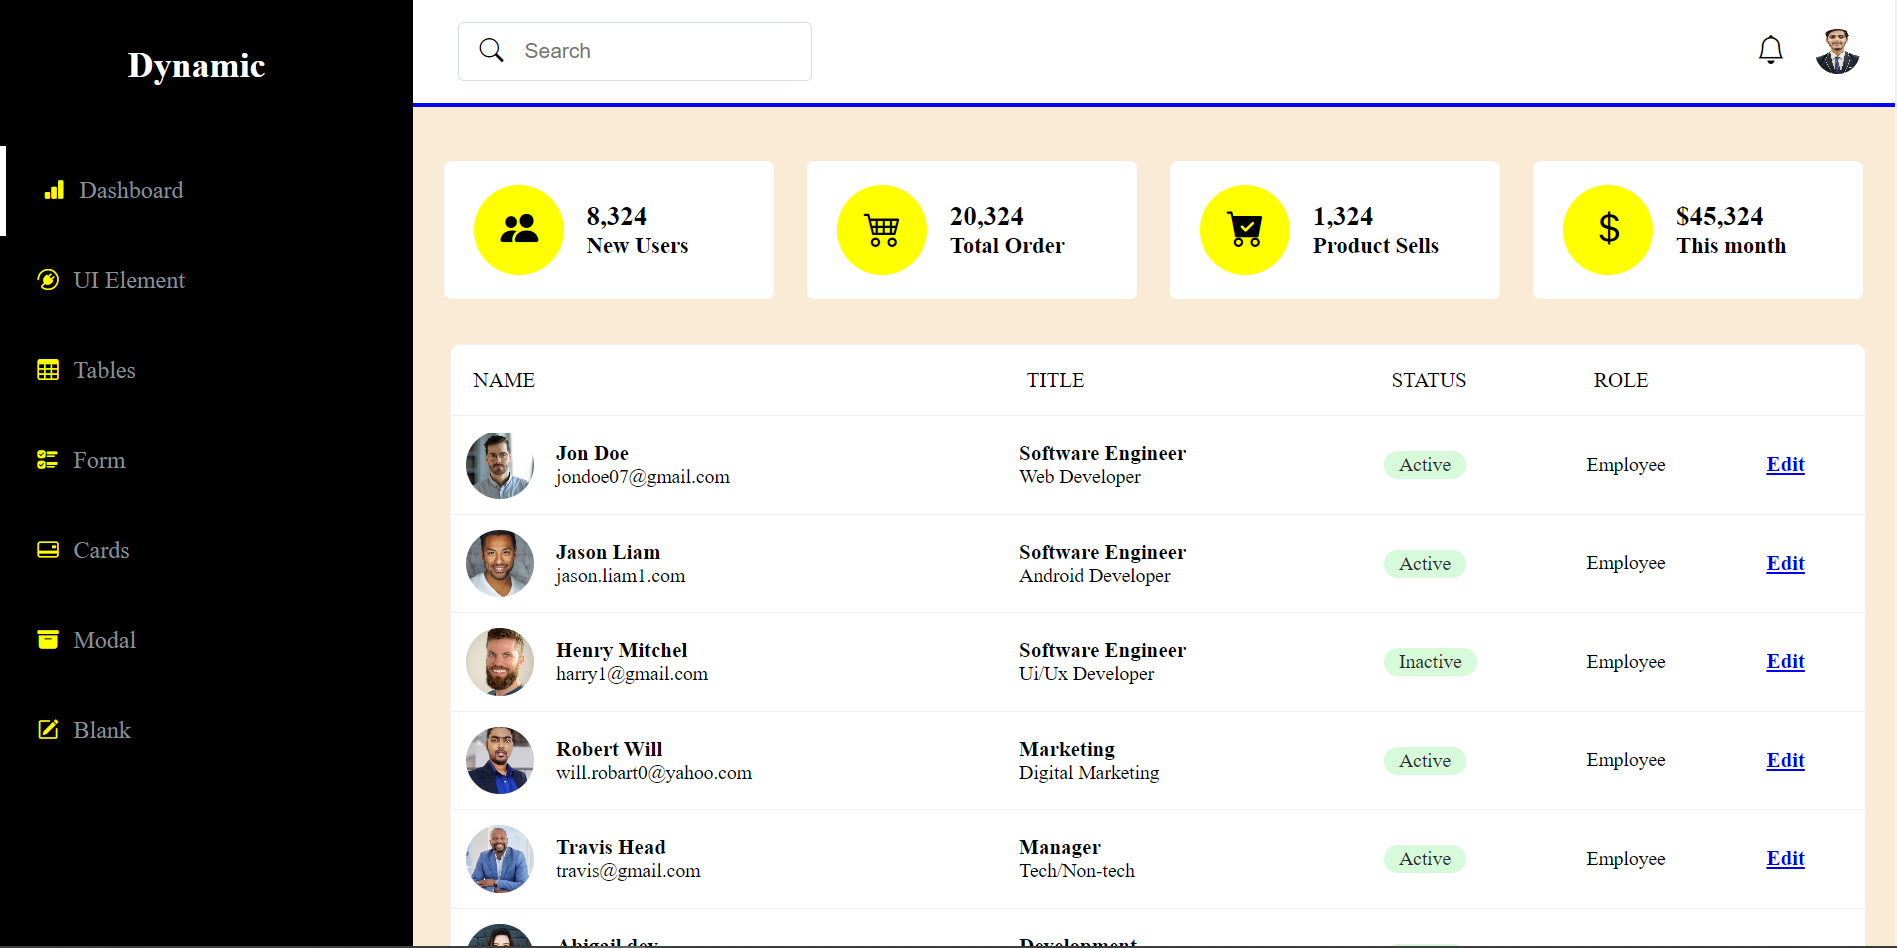 Dynamic
Search
Dashboard
UI Element
Tables
Form
Cards
Modal
Blank
8,324
New Users
20,324
Total Order
1,324
Product Sells
$45,324
This month
NAME TITLE STATUS ROLE
Jon Doe Software Engineer
jondoe07@gmail.com Web Developer Active Employee Edit
Jason Liam Software Engineer
jason.liam1.com Android Developer Active Employee Edit
Henry Mitchel Software Engineer
harry1@gmail.com Ui/Ux Developer Inactive Employee Edit
Robert Will Marketing
will.robart0@yahoo.com Digital Marketing Active Employee Edit
Travis Head Manager
travis@gmail.com Tech/Non-tech Active Employee Edit
Abigail dev Development